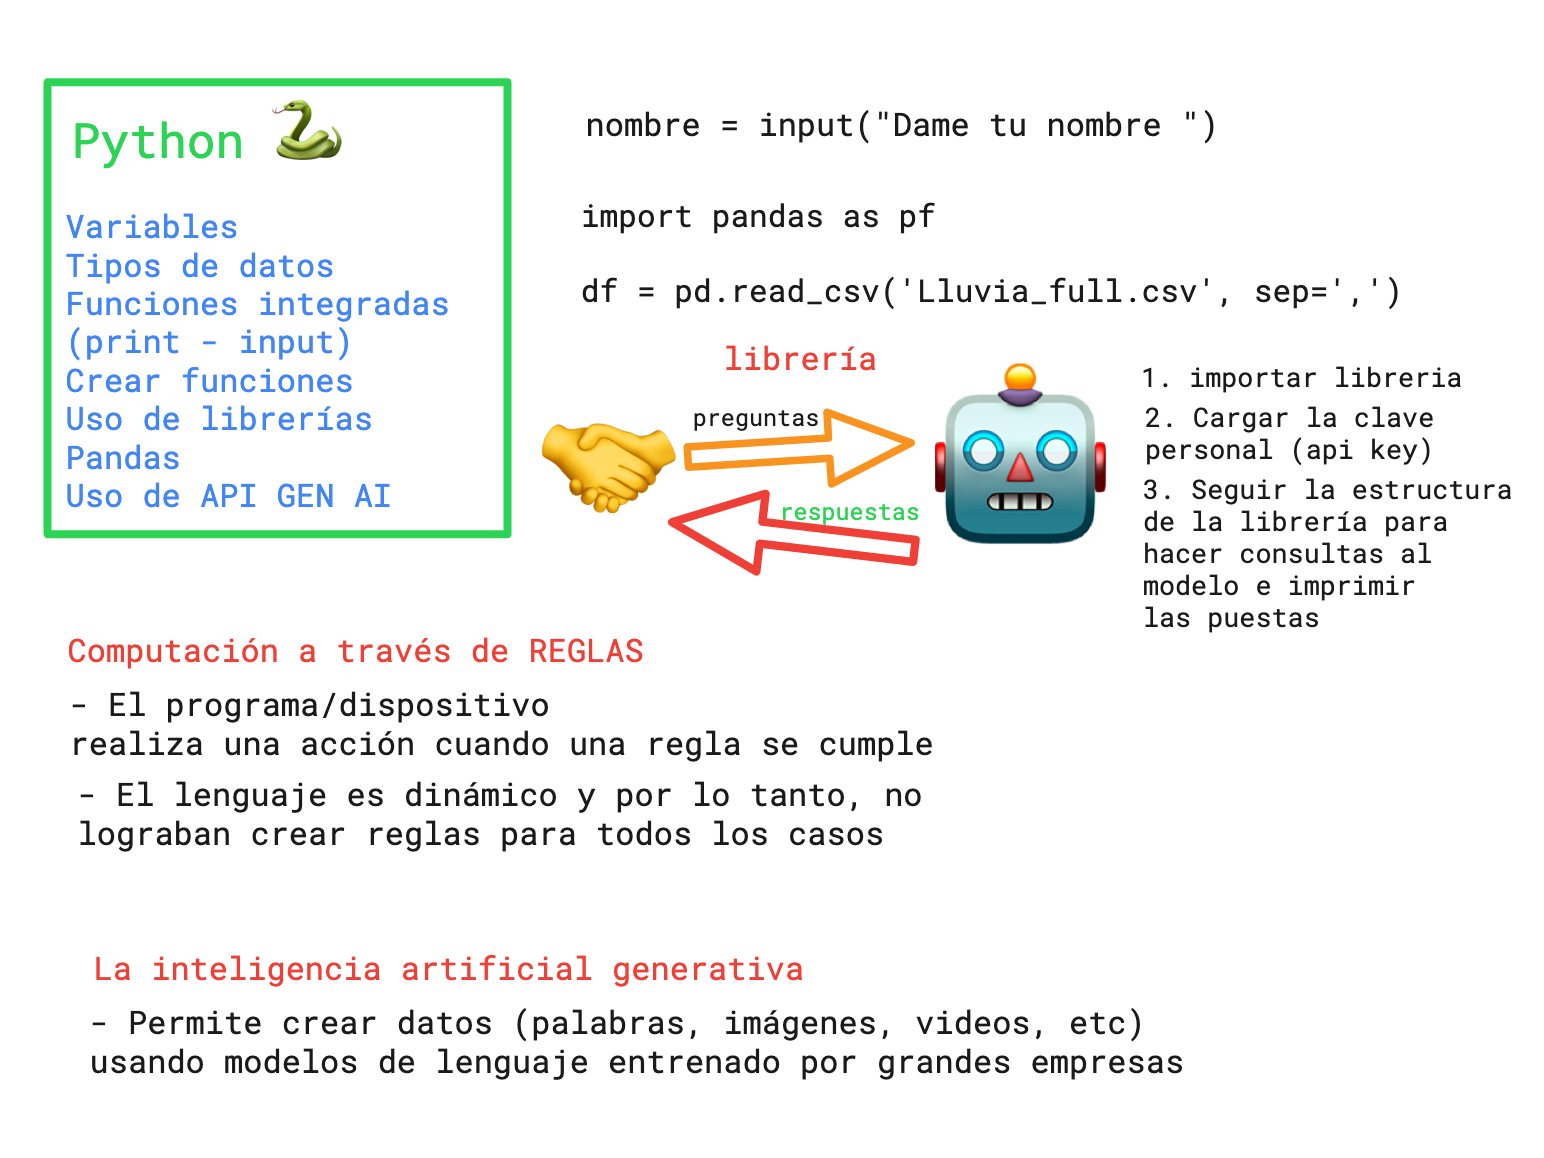 Python
Variables
Tipos de datos
Funciones integradas
(print - input)
Crear funciones
Uso de librerías
Pandas
Uso de API GEN AI
nombre = input("Dame tu nombre ")
import pandas as pf
df = pd.read_csv('Lluvia_full.csv', sep=',')
librería
preguntas
respuestas
1. importar libreria
2. Cargar la clave
personal (api key)
3. Seguir la estructura
de la librería para
hacer consultas al
modelo e imprimir
las puestas
Computación a través de REGLAS
- El programa/dispositivo
realiza una acción cuando una regla se cumple
- El lenguaje es dinámico y por lo tanto, no
lograban crear reglas para todos los casos
La inteligencia artificial generativa
- Permite crear datos (palabras, imágenes, videos, etc)
usando modelos de lenguaje entrenado por grandes empresas